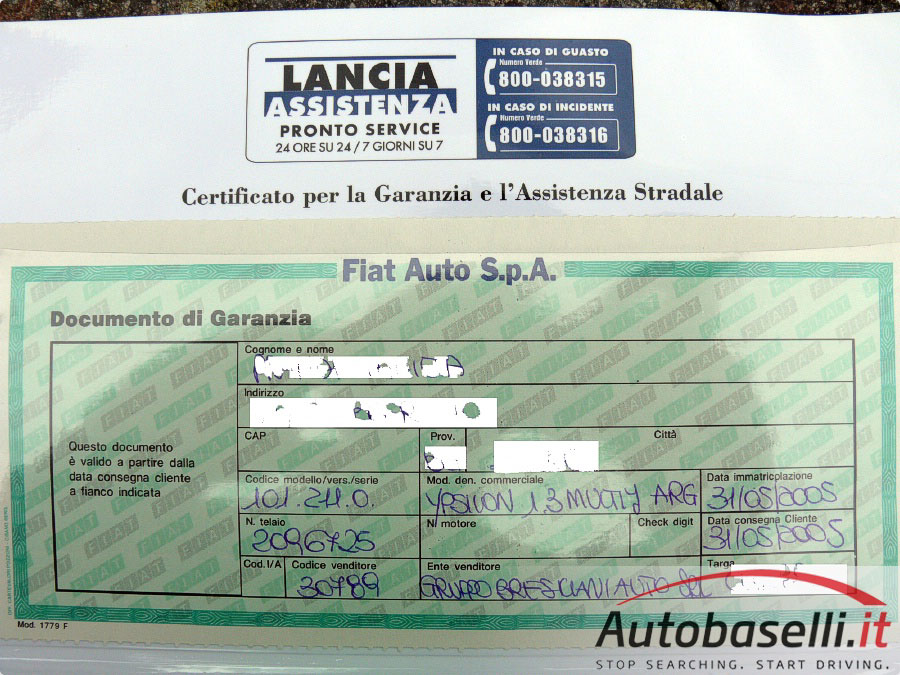 LANCIA
ASSISTENZA
PRONTO SERVICE
24 ORE SU 24 / 7 GIORNI SU 7
IN CASO DI GUASTO
Numero Verde
800-038315
IN CASO DI INCIDENTE
Numero Verde
800-038316
Certificato per la Garanzia e l'Assistenza Stradale
Fiat Auto S.p.A.
Documento di Garanzia
Questo documento
è valido a partire dalla
data consegna cliente
a fianco indicata
Cognome e nome
Indirizzo
CAP Prov. Città
Codice modello/vers./serie Mod. den. commerciale Data immatricolazione
101.211.0. YPSILON 1.3 MULTIJ ARG 31/05/2005
N. telaio N/ motore Check digit Data consegna Cliente
2096725 31/05/2005
Cod.I/A Codice venditore Ente venditore Targa
30789 GRUPPO BRESCIANI AUTO
Mod. 1779 F
Autobaselli.it
STOP SEARCHING. START DRIVING.